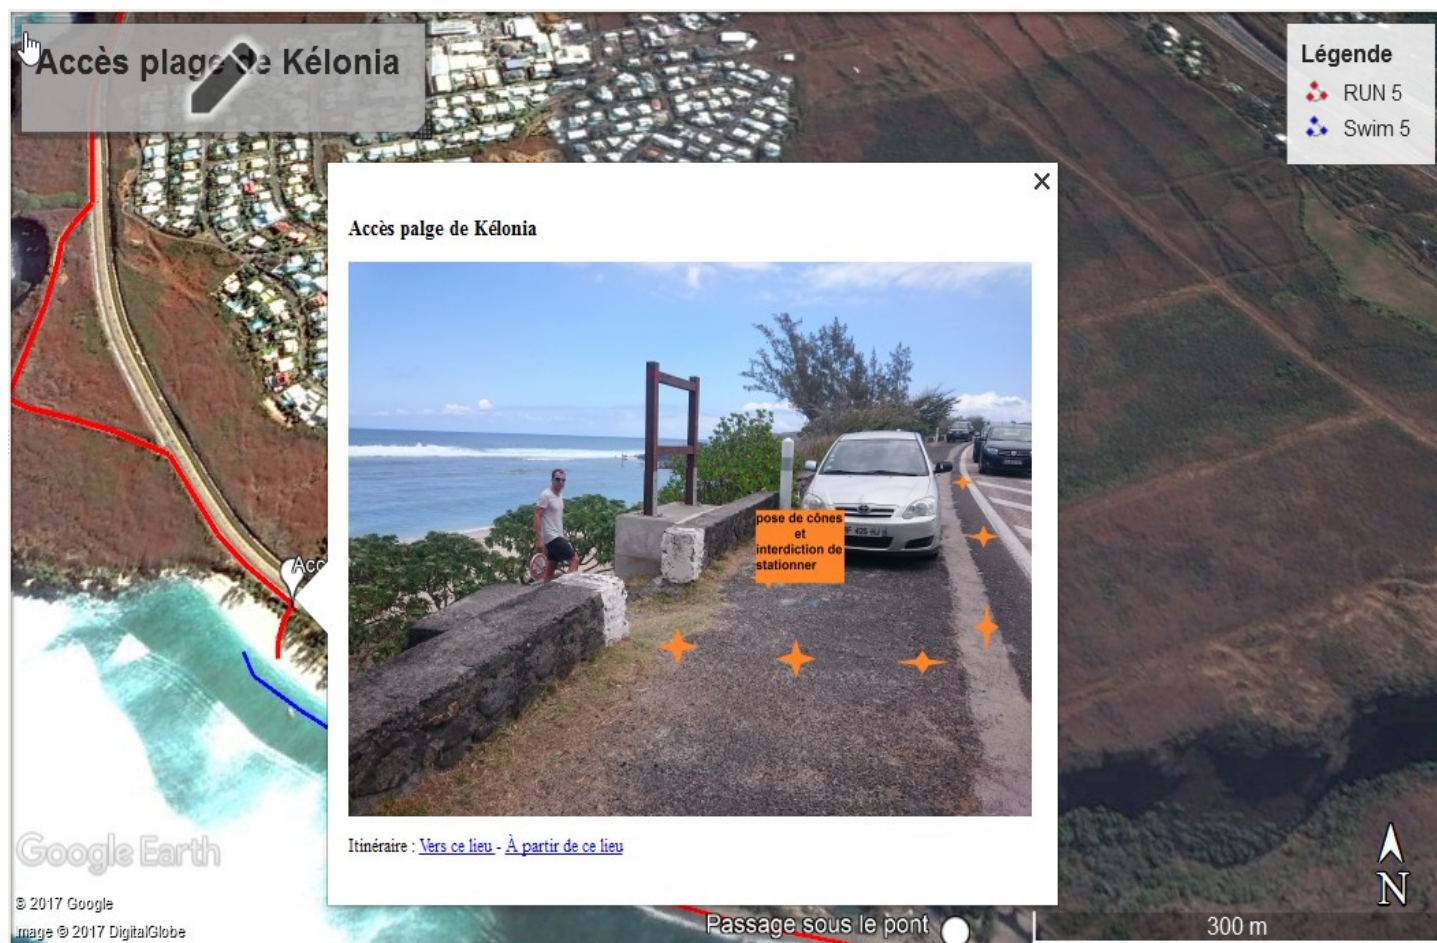 Accès plage de Kélonia
Légende
RUN 5
Swim 5
Accès palge de Kélonia
pose de cônes
et
interdiction de
stationner
Acc
Itinéraire : Vers ce lieu - À partir de ce lieu
Google Earth
© 2017 Google
Image © 2017 DigitalGlobe
Passage sous le pont
300 m
N